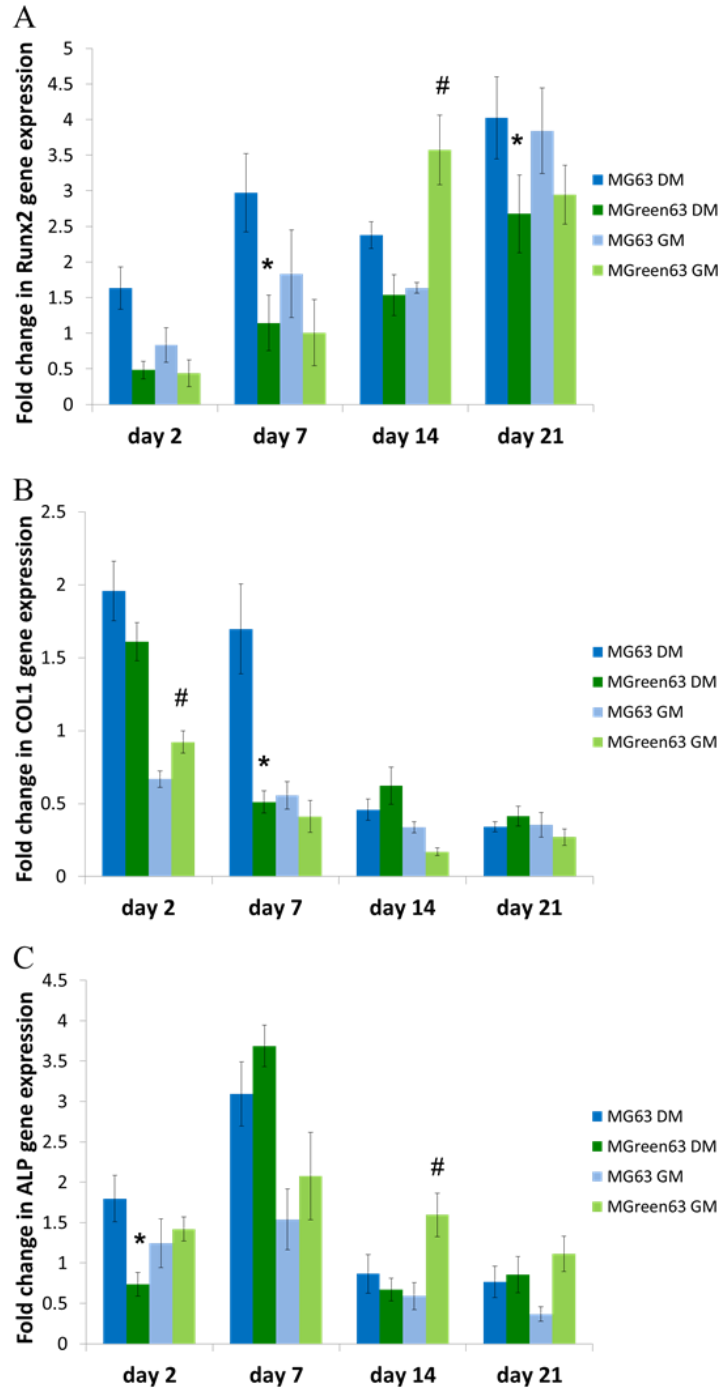 A
Fold change in Runx2 gene expression
5
4.5
4
3.5
3
2.5
2
1.5
1
0.5
0
#
*
*
day 2 day 7 day 14 day 21
MG63 DM
MGreen63 DM
MG63 GM
MGreen63 GM
B
Fold change in COL1 gene expression
2.5
2
1.5
1
0.5
0
#
*
day 2 day 7 day 14 day 21
MG63 DM
MGreen63 DM
MG63 GM
MGreen63 GM
C
Fold change in ALP gene expression
4.5
4
3.5
3
2.5
2
1.5
1
0.5
0
#
*
day 2 day 7 day 14 day 21
MG63 DM
MGreen63 DM
MG63 GM
MGreen63 GM